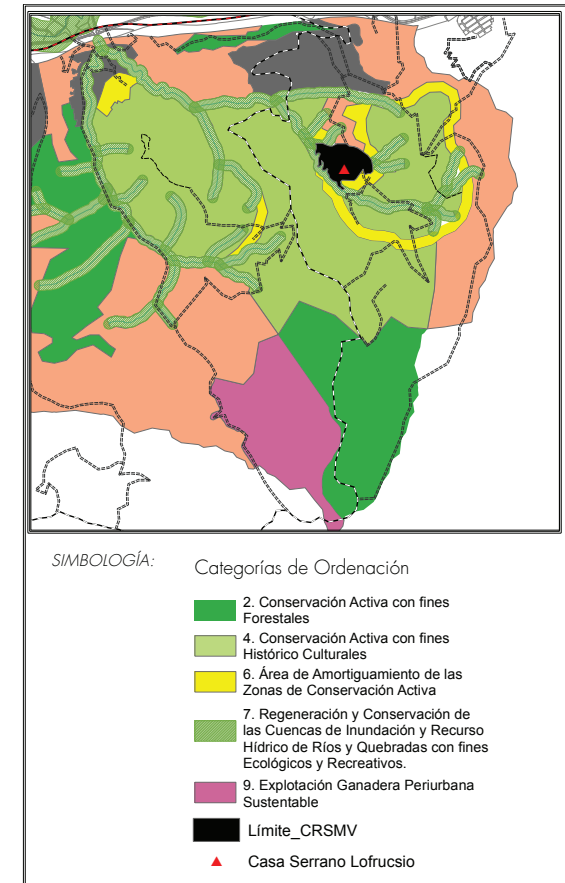 SIMBOLOGÍA:
Categorías de Ordenación
2. Conservación Activa con fines
Forestales
4. Conservación Activa con fines
Histórico Culturales
6. Área de Amortiguamiento de las
Zonas de Conservación Activa
7. Regeneración y Conservación de
las Cuencas de Inundación y Recurso
Hídrico de Ríos y Quebradas con fines
Ecológicos y Recreativos.
9. Explotación Ganadera Periurbana
Sustentable
Límite_CRSMV
Casa Serrano Lofrucsio